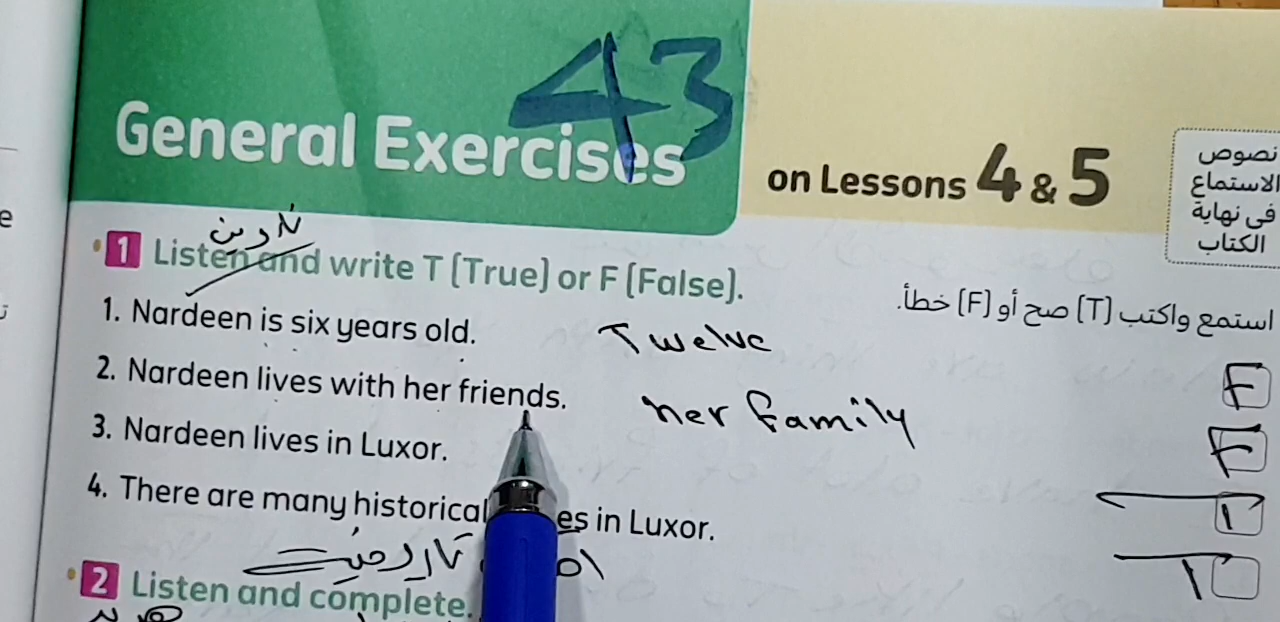 43
General Exercises on Lessons 4 & 5
نصوص
الاستماع
فى نهاية
الكتاب
نادين
1 Listen and write T (True) or F (False).
استمع واكتب (T) صح أو (F) خطأ.
1. Nardeen is six years old. Twelve F
2. Nardeen lives with her friends. her family F
3. Nardeen lives in Luxor. T
4. There are many historical es in Luxor. T
2 Listen and complete.